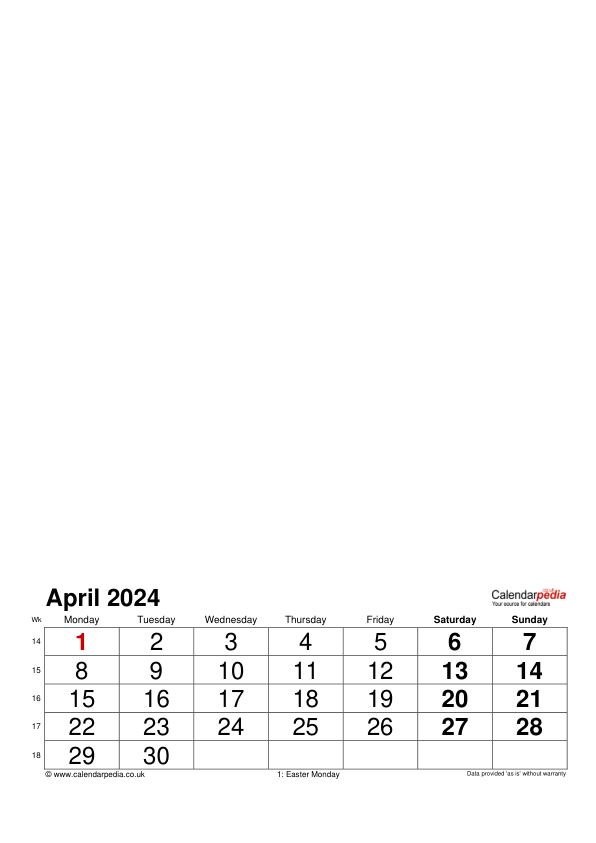 April 2024
Calendarpedia
Your source for calendars
Wk Monday Tuesday Wednesday Thursday Friday Saturday Sunday
14 1 2 3 4 5 6 7
15 8 9 10 11 12 13 14
16 15 16 17 18 19 20 21
17 22 23 24 25 26 27 28
18 29 30
© www.calendarpedia.co.uk 1: Easter Monday Data provided 'as is' without warranty